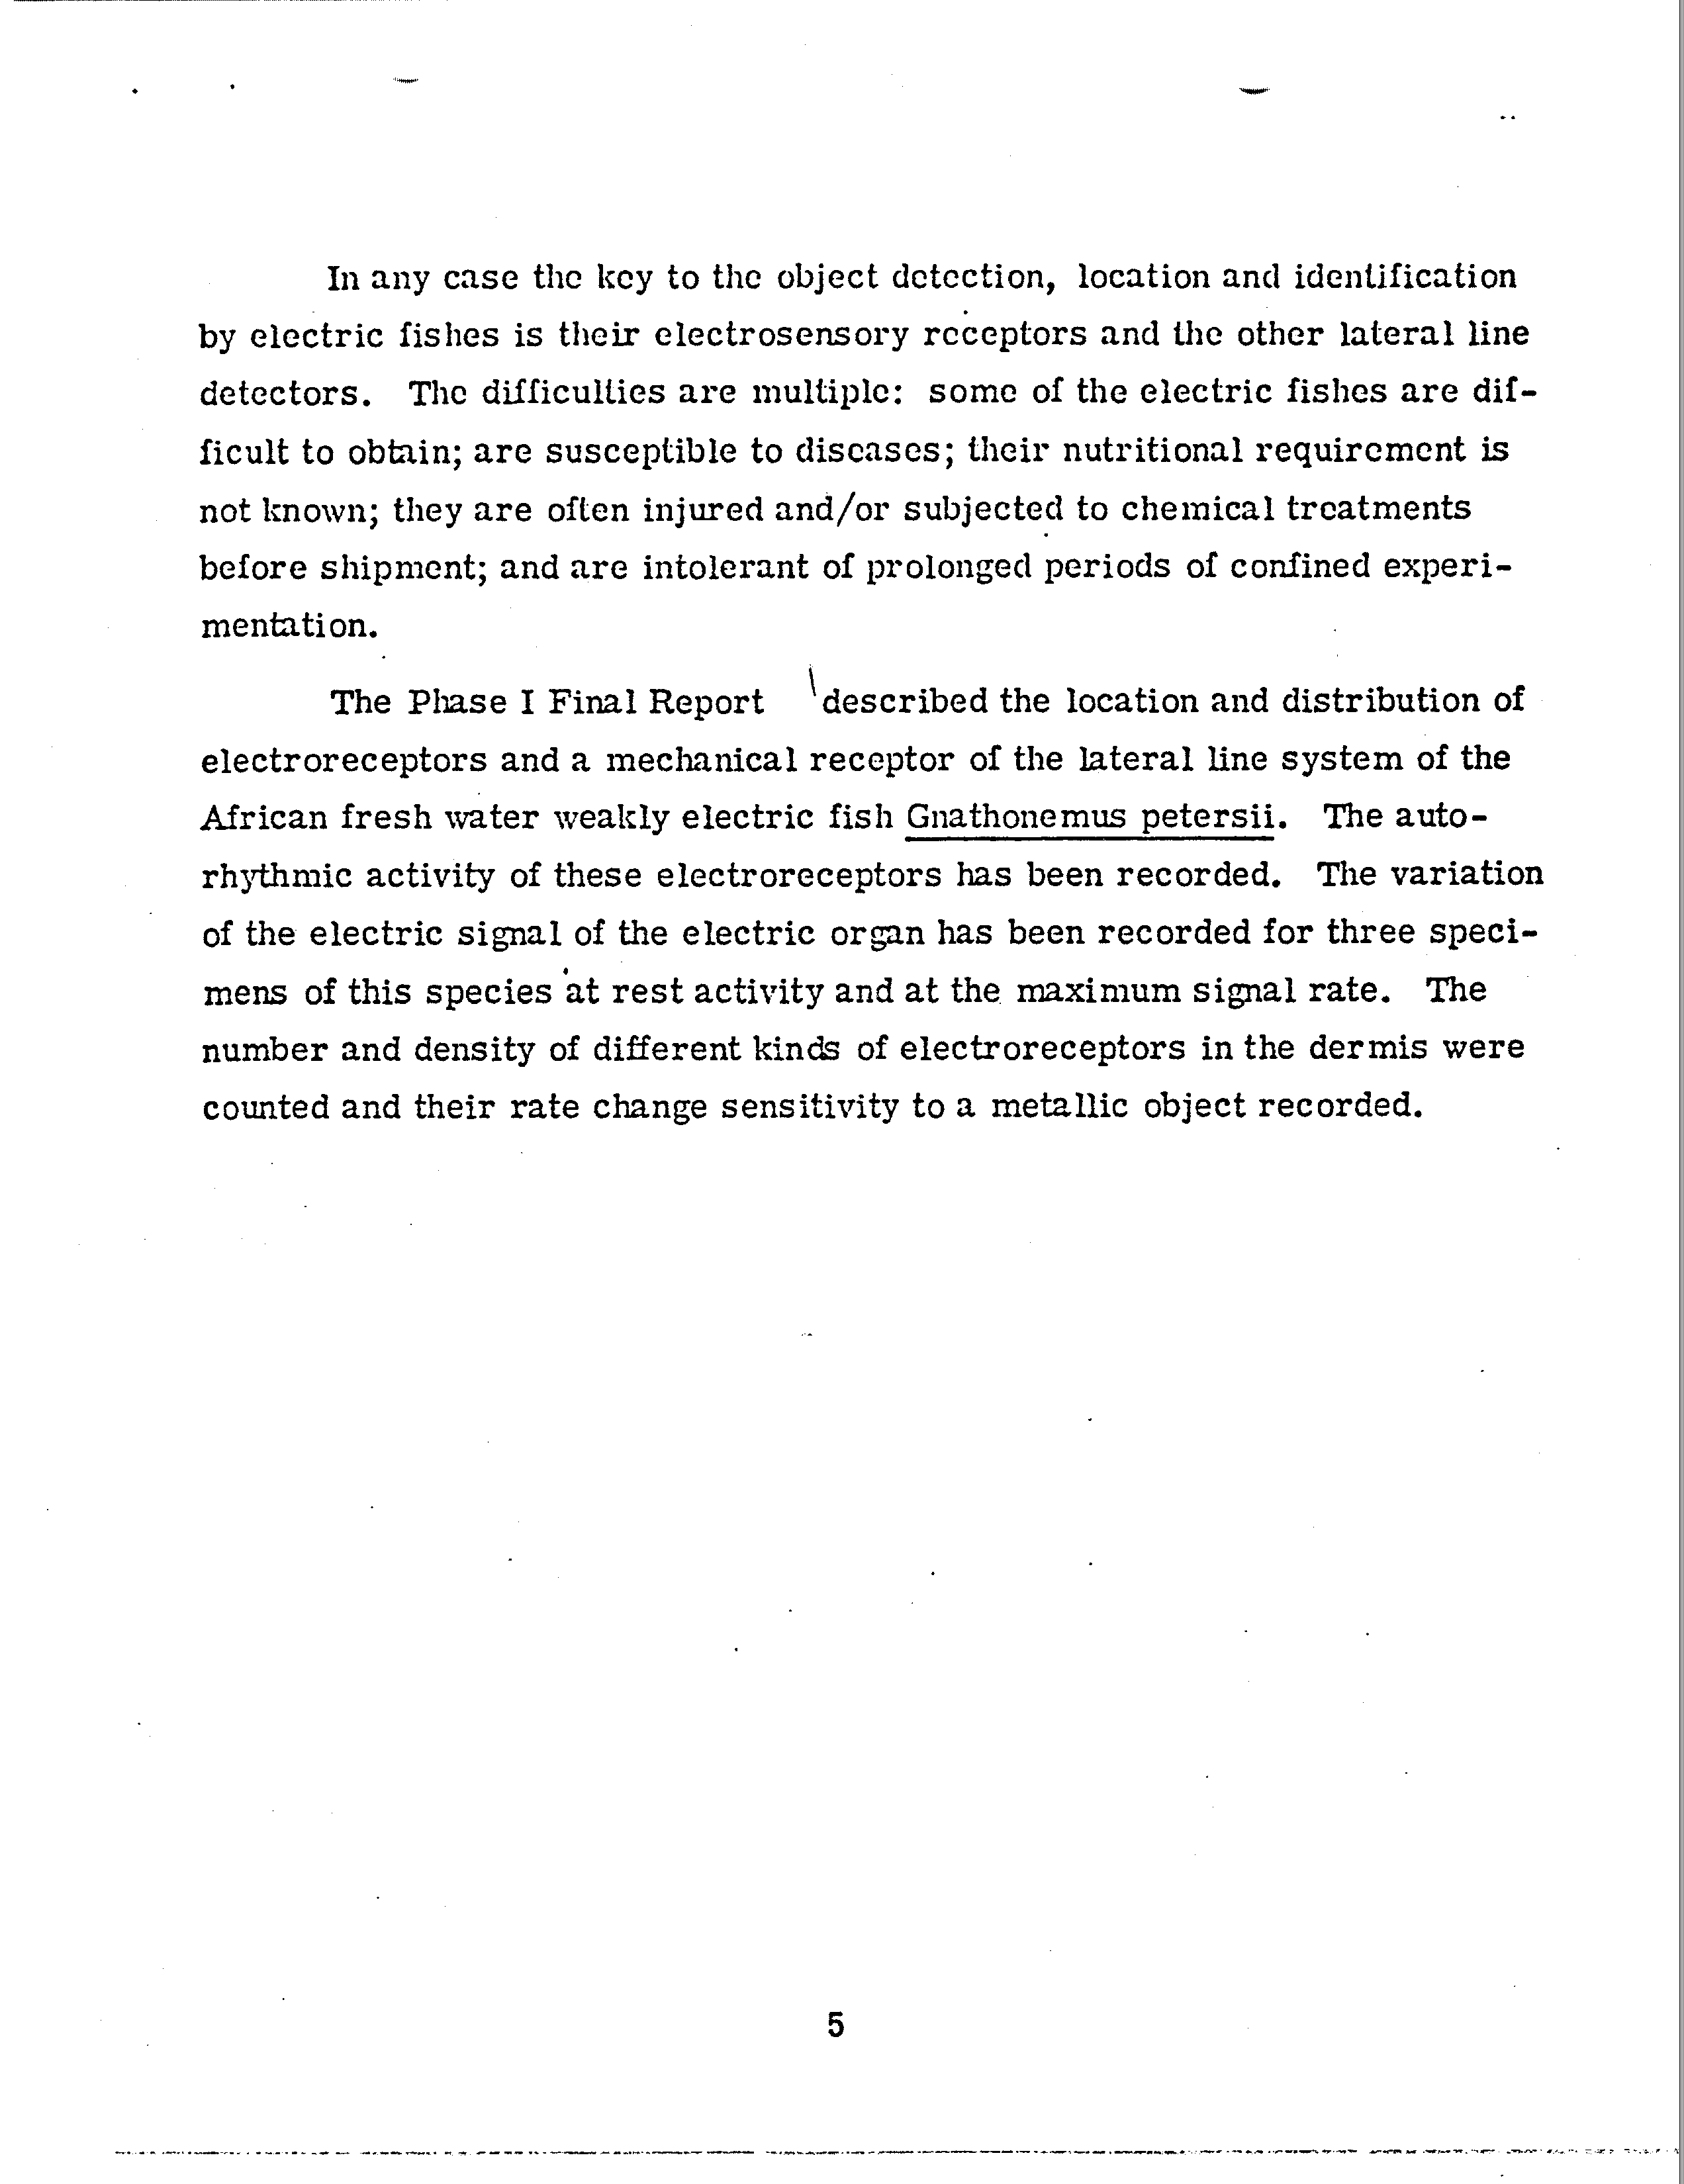 In any case the key to the object detection, location and identification
by electric fishes is their electrosensory receptors and the other lateral line
detectors. The difficulties are multiple: some of the electric fishes are dif-
ficult to obtain; are susceptible to diseases; their nutritional requirement is
not known; they are often injured and/or subjected to chemical treatments
before shipment; and are intolerant of prolonged periods of confined experi-
mentation.
The Phase I Final Report described the location and distribution of
electroreceptors and a mechanical receptor of the lateral line system of the
African fresh water weakly electric fish Gnathonemus petersii. The auto-
rhythmic activity of these electroreceptors has been recorded. The variation
of the electric signal of the electric organ has been recorded for three speci-
mens of this species at rest activity and at the maximum signal rate. The
number and density of different kinds of electroreceptors in the dermis were
counted and their rate change sensitivity to a metallic object recorded.
5